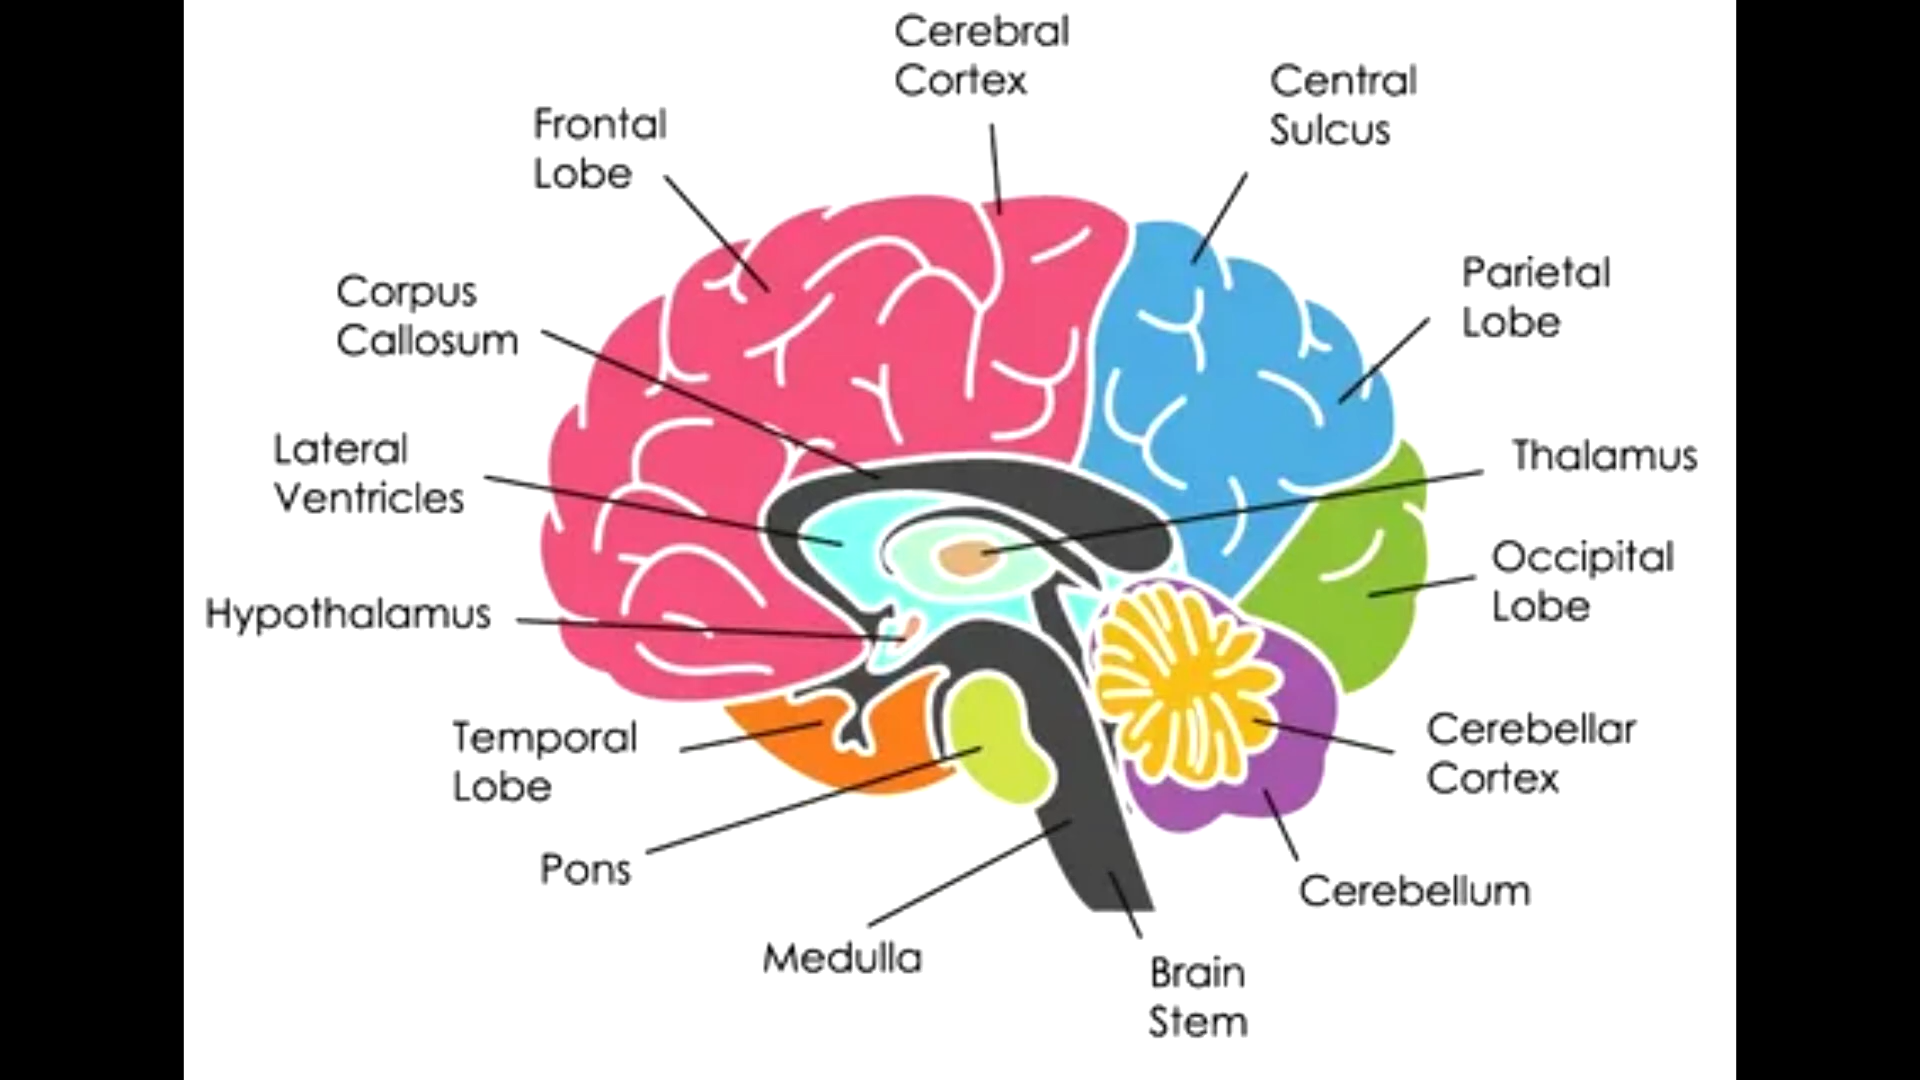 Cerebral
Cortex
Central
Sulcus
Frontal
Lobe
Parietal
Lobe
Corpus
Callosum
Thalamus
Lateral
Ventricles
Occipital
Lobe
Hypothalamus
Temporal
Lobe
Cerebellar
Cortex
Pons
Cerebellum
Medulla
Brain
Stem